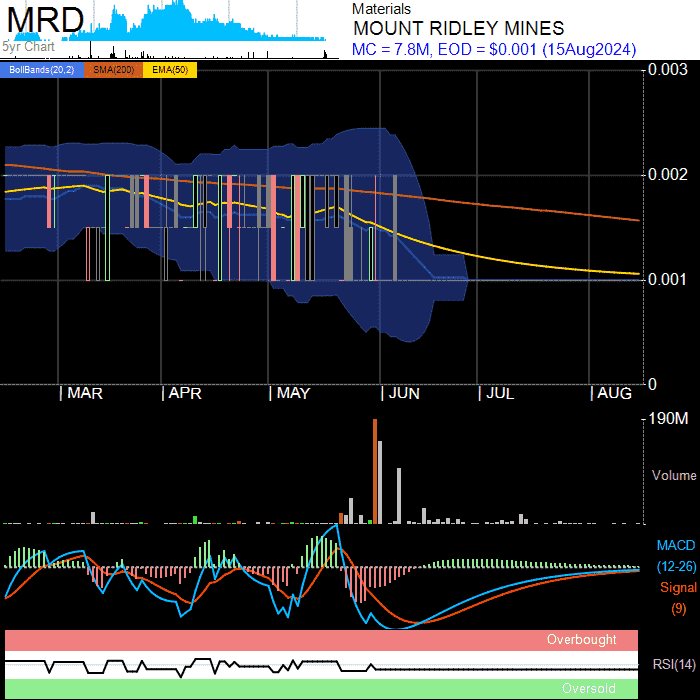 MRD
5yr Chart
Materials
MOUNT RIDLEY MINES
MC = 7.8M, EOD = $0.001 (15Aug2024)
BollBands(20,2) SMA(200) EMA(50)
0.003
0.002
0.001
0
MAR APR MAY JUN JUL AUG
190M
Volume
MACD
(12-26)
Signal
(9)
Overbought
RSI(14)
Oversold